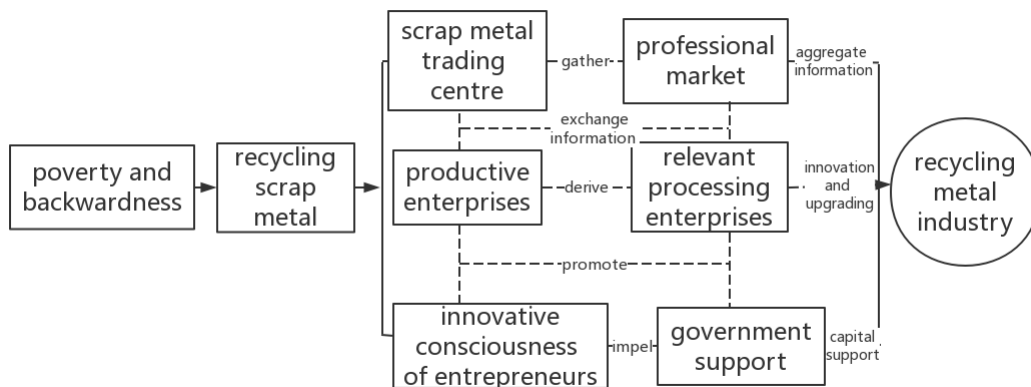 scrap metal
trading
centre
gather
professional
market
aggregate
information
exchange
information
poverty and
backwardness
recycling
scrap
metal
productive
enterprises
derive
relevant
processing
enterprises
innovation
and
upgrading
recycling
metal
industry
promote
innovative
consciousness
of entrepreneurs
impel
government
support
capital
support